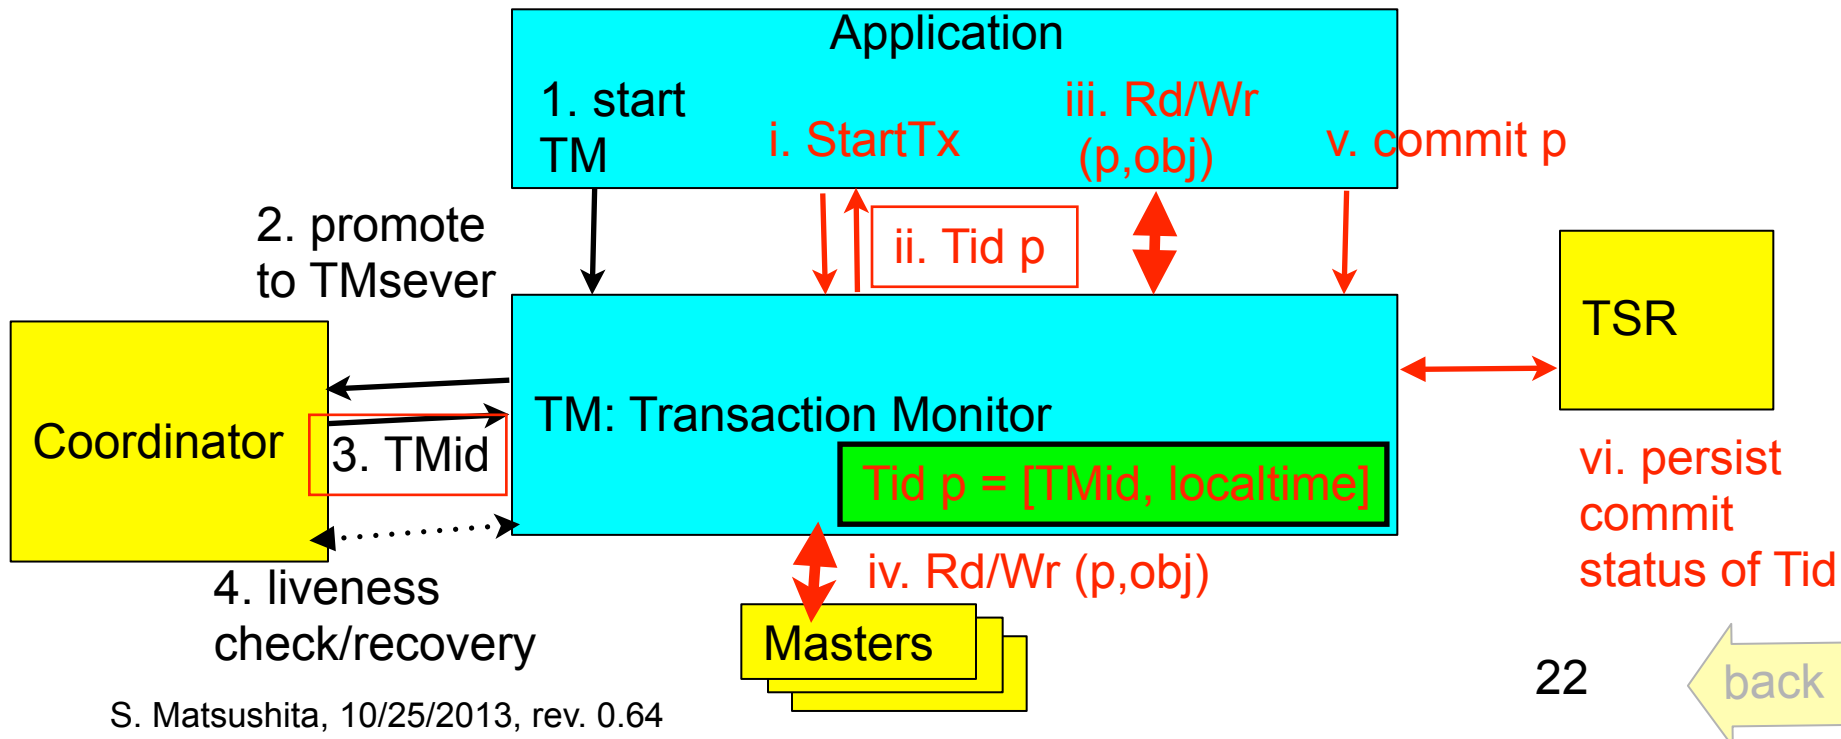 Application
1. start
TM
i. StartTx
iii. Rd/Wr
(p,obj)
v. commit p
2. promote
to TMsever
ii. Tid p
TSR
Coordinator
3. TMid
TM: Transaction Monitor
Tid p = [TMid, localtime]
vi. persist
commit
status of Tid
4. liveness
check/recovery
iv. Rd/Wr (p,obj)
Masters
S. Matsushita, 10/25/2013, rev. 0.64
22
back